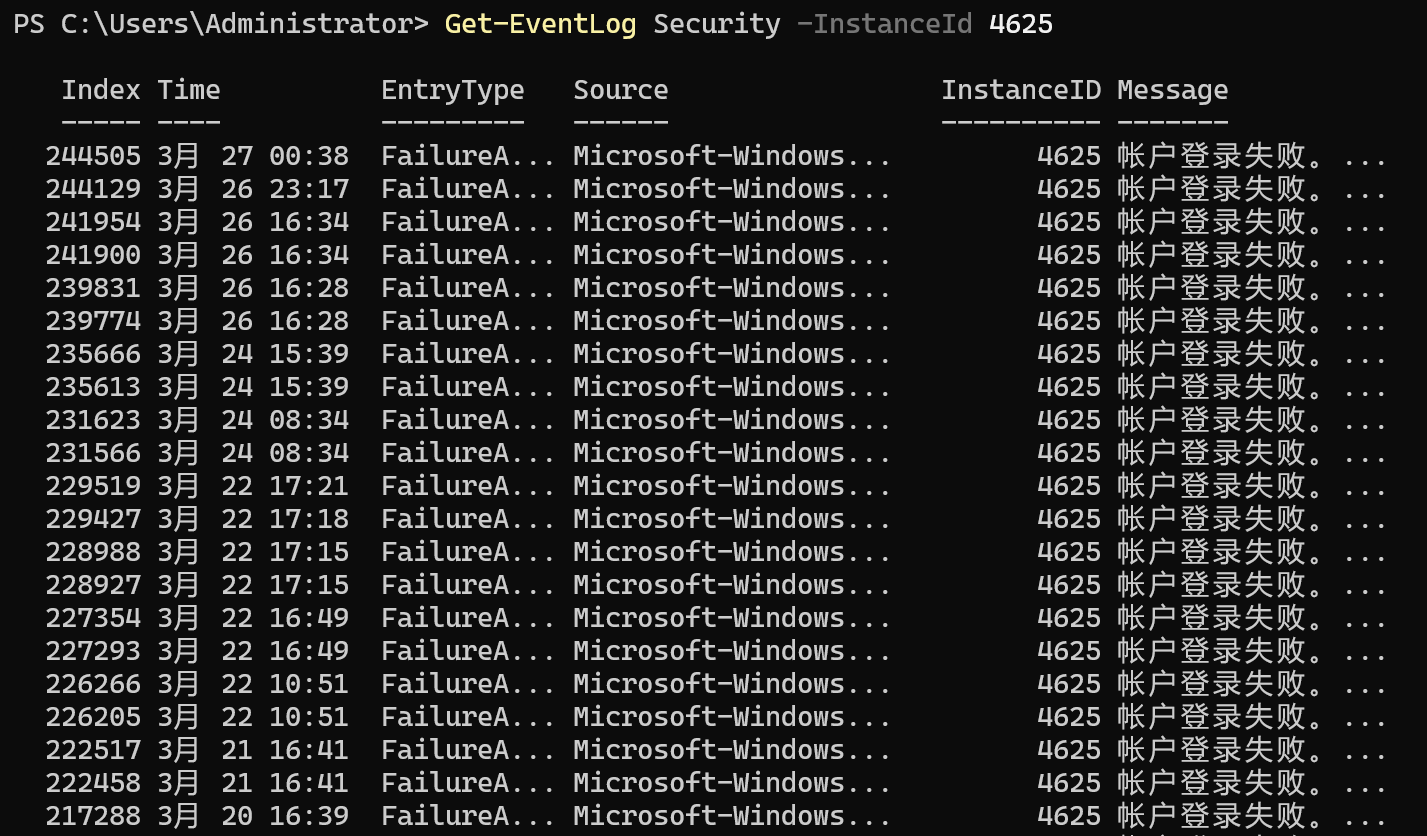 PS C:\Users\Administrator> Get-EventLog Security -InstanceId 4625
Index Time EntryType Source InstanceID Message
----- ---- --------- ------ ---------- -------
244505 3月 27 00:38 FailureA... Microsoft-Windows... 4625 帐户登录失败。...
244129 3月 26 23:17 FailureA... Microsoft-Windows... 4625 帐户登录失败。...
241954 3月 26 16:34 FailureA... Microsoft-Windows... 4625 帐户登录失败。...
241900 3月 26 16:34 FailureA... Microsoft-Windows... 4625 帐户登录失败。...
239831 3月 26 16:28 FailureA... Microsoft-Windows... 4625 帐户登录失败。...
239774 3月 26 16:28 FailureA... Microsoft-Windows... 4625 帐户登录失败。...
235666 3月 24 15:39 FailureA... Microsoft-Windows... 4625 帐户登录失败。...
235613 3月 24 15:39 FailureA... Microsoft-Windows... 4625 帐户登录失败。...
231623 3月 24 08:34 FailureA... Microsoft-Windows... 4625 帐户登录失败。...
231566 3月 24 08:34 FailureA... Microsoft-Windows... 4625 帐户登录失败。...
229519 3月 22 17:21 FailureA... Microsoft-Windows... 4625 帐户登录失败。...
229427 3月 22 17:18 FailureA... Microsoft-Windows... 4625 帐户登录失败。...
228988 3月 22 17:15 FailureA... Microsoft-Windows... 4625 帐户登录失败。...
228927 3月 22 17:15 FailureA... Microsoft-Windows... 4625 帐户登录失败。...
227354 3月 22 16:49 FailureA... Microsoft-Windows... 4625 帐户登录失败。...
227293 3月 22 16:49 FailureA... Microsoft-Windows... 4625 帐户登录失败。...
226266 3月 22 10:51 FailureA... Microsoft-Windows... 4625 帐户登录失败。...
226205 3月 22 10:51 FailureA... Microsoft-Windows... 4625 帐户登录失败。...
222517 3月 21 16:41 FailureA... Microsoft-Windows... 4625 帐户登录失败。...
222458 3月 21 16:41 FailureA... Microsoft-Windows... 4625 帐户登录失败。...
217288 3月 20 16:39 FailureA... Microsoft-Windows... 4625 帐户登录失败。...